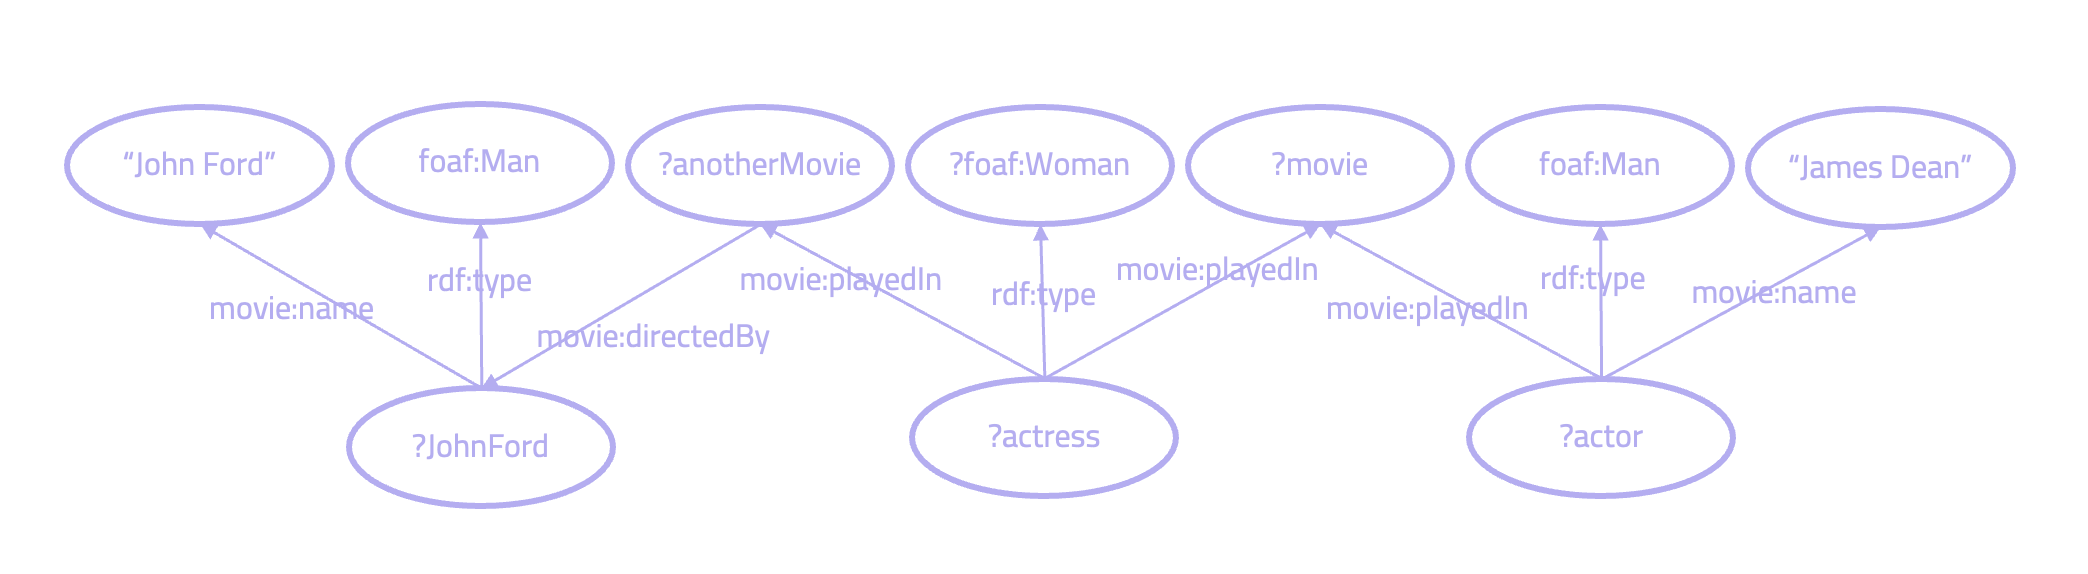 “John Ford”
foaf:Man
?anotherMovie
?foaf:Woman
?movie
foaf:Man
“James Dean”
movie:name
rdf:type
movie:directedBy
movie:playedIn
rdf:type
movie:playedIn
movie:playedIn
rdf:type
movie:name
?JohnFord
?actress
?actor